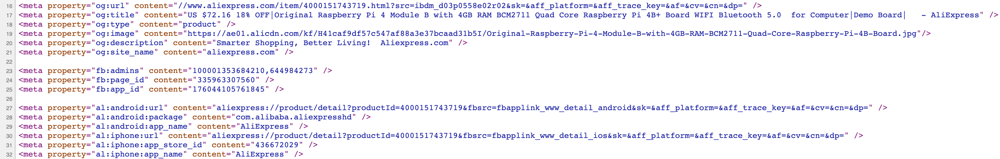 16 <meta property="og:url" content="//www.aliexpress.com/item/4000151743719.html?src=ibdm_d03p0558e02r02&sk=&aff_platform=&aff_trace_key=&af=&cv=&cn=&dp=" />
17 <meta property="og:title" content="US $72.16 18% OFF|Original Raspberry Pi 4 Module B with 4GB RAM BCM2711 Quad Core Raspberry Pi 4B+ Board WIFI Bluetooth 5.0  for Computer|Demo Board|   - AliExpress" />
18 <meta property="og:type" content="product" />
19 <meta property="og:image" content="https://ae01.alicdn.com/kf/H41caf9df57c547af88a3e37bcaad31b5I/Original-Raspberry-Pi-4-Module-B-with-4GB-RAM-BCM2711-Quad-Core-Raspberry-Pi-4B-Board.jpg"/>
20 <meta property="og:description" content="Smarter Shopping, Better Living!  Aliexpress.com" />
21 <meta property="og:site_name" content="aliexpress.com" />
22
23 <meta property="fb:admins" content="100001353684210,644984273" />
24 <meta property="fb:page_id" content="335963307560" />
25 <meta property="fb:app_id" content="176044105761845" />
26
27 <meta property="al:android:url" content="aliexpress://product/detail?productId=4000151743719&fbsrc=fbapplink_www_detail_android&sk=&aff_platform=&aff_trace_key=&af=&cv=&cn=&dp=" />
28 <meta property="al:android:package" content="com.alibaba.aliexpresshd" />
29 <meta property="al:android:app_name" content="AliExpress" />
30 <meta property="al:iphone:url" content="aliexpress://product/detail?productId=4000151743719&fbsrc=fbapplink_www_detail_ios&sk=&aff_platform=&aff_trace_key=&af=&cv=&cn=&dp=" />
31 <meta property="al:iphone:app_store_id" content="436672029" />
32 <meta property="al:iphone:app_name" content="AliExpress" />